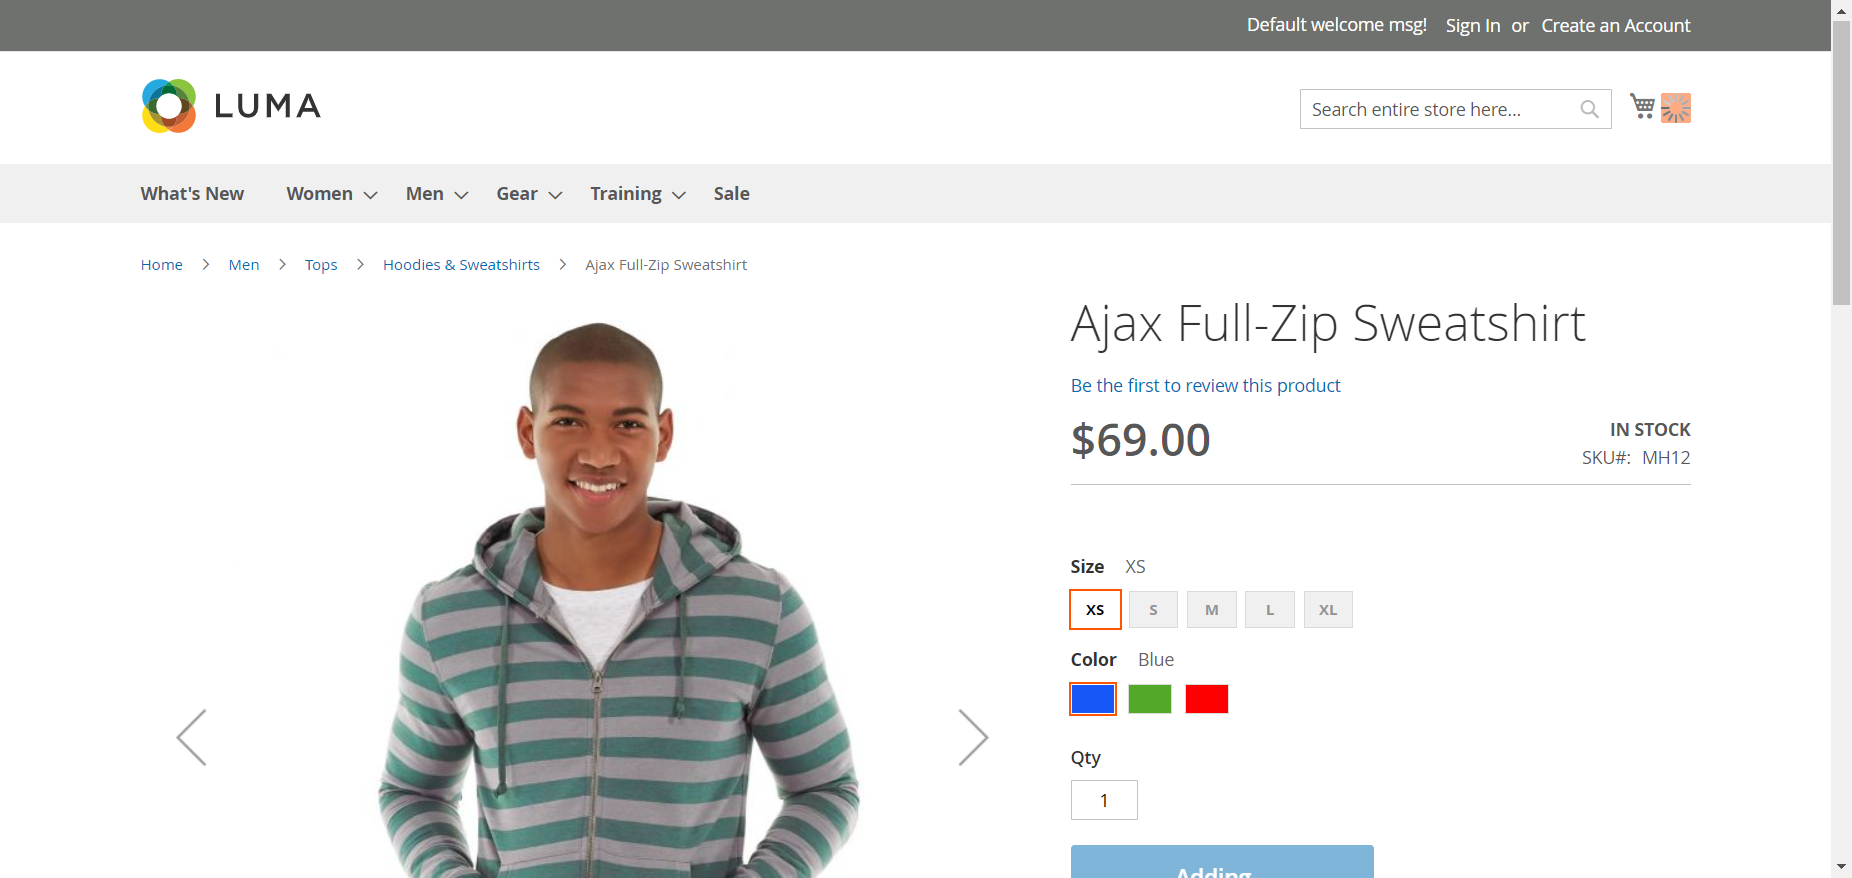 Default welcome msg! Sign In or Create an Account
LUMA
Search entire store here...
What's New Women Men Gear Training Sale
Home Men Tops Hoodies & Sweatshirts Ajax Full-Zip Sweatshirt
Ajax Full-Zip Sweatshirt
Be the first to review this product
$69.00
IN STOCK
SKU#: MH12
Size XS
XS S M L XL
Color Blue
Qty
1
Adding...